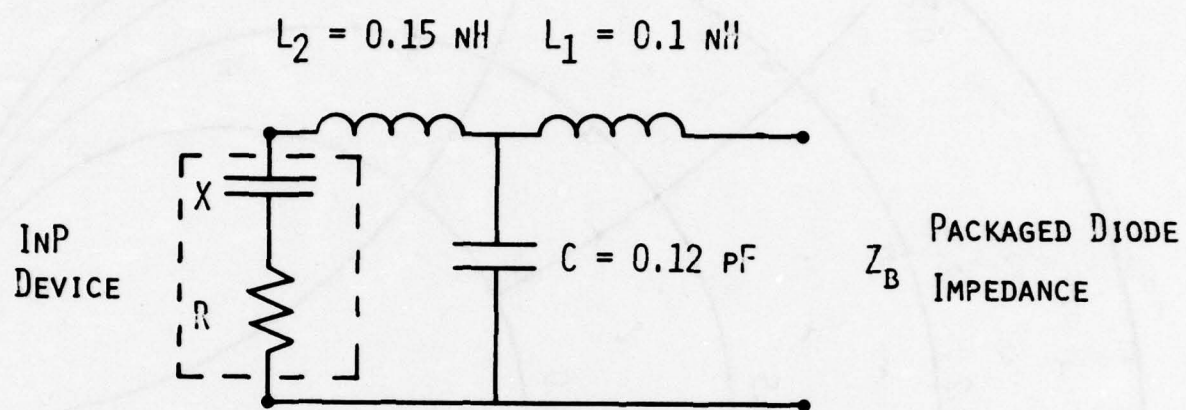 L2 = 0.15 NH L1 = 0.1 NH
X
INP
DEVICE
R
C = 0.12 PF
ZB
PACKAGED DIODE
IMPEDANCE